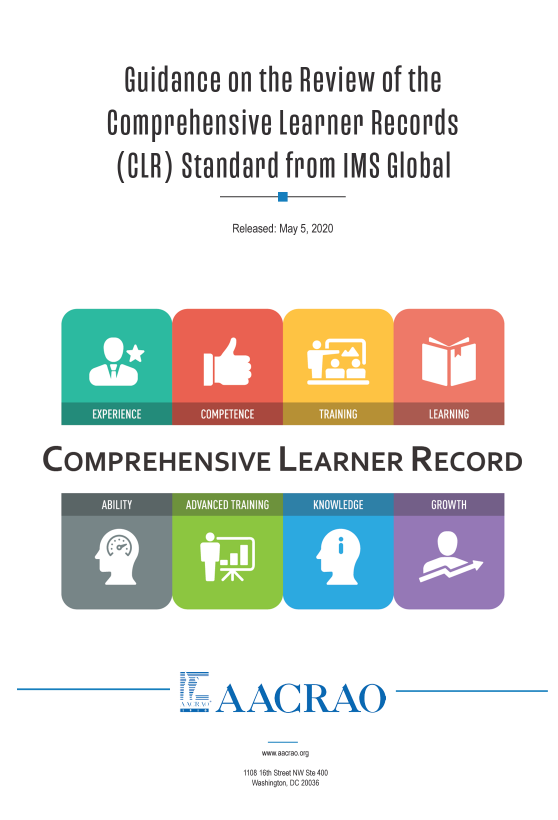 Guidance on the Review of the
Comprehensive Learner Records
(CLR) Standard from IMS Global
Released: May 5, 2020
EXPERIENCE COMPETENCE TRAINING LEARNING
COMPREHENSIVE LEARNER RECORD
ABILITY ADVANCED TRAINING KNOWLEDGE GROWTH
i
AACRAO
AACRAO
www.aacrao.org
1108 16th Street NW Ste 400
Washington, DC 20036